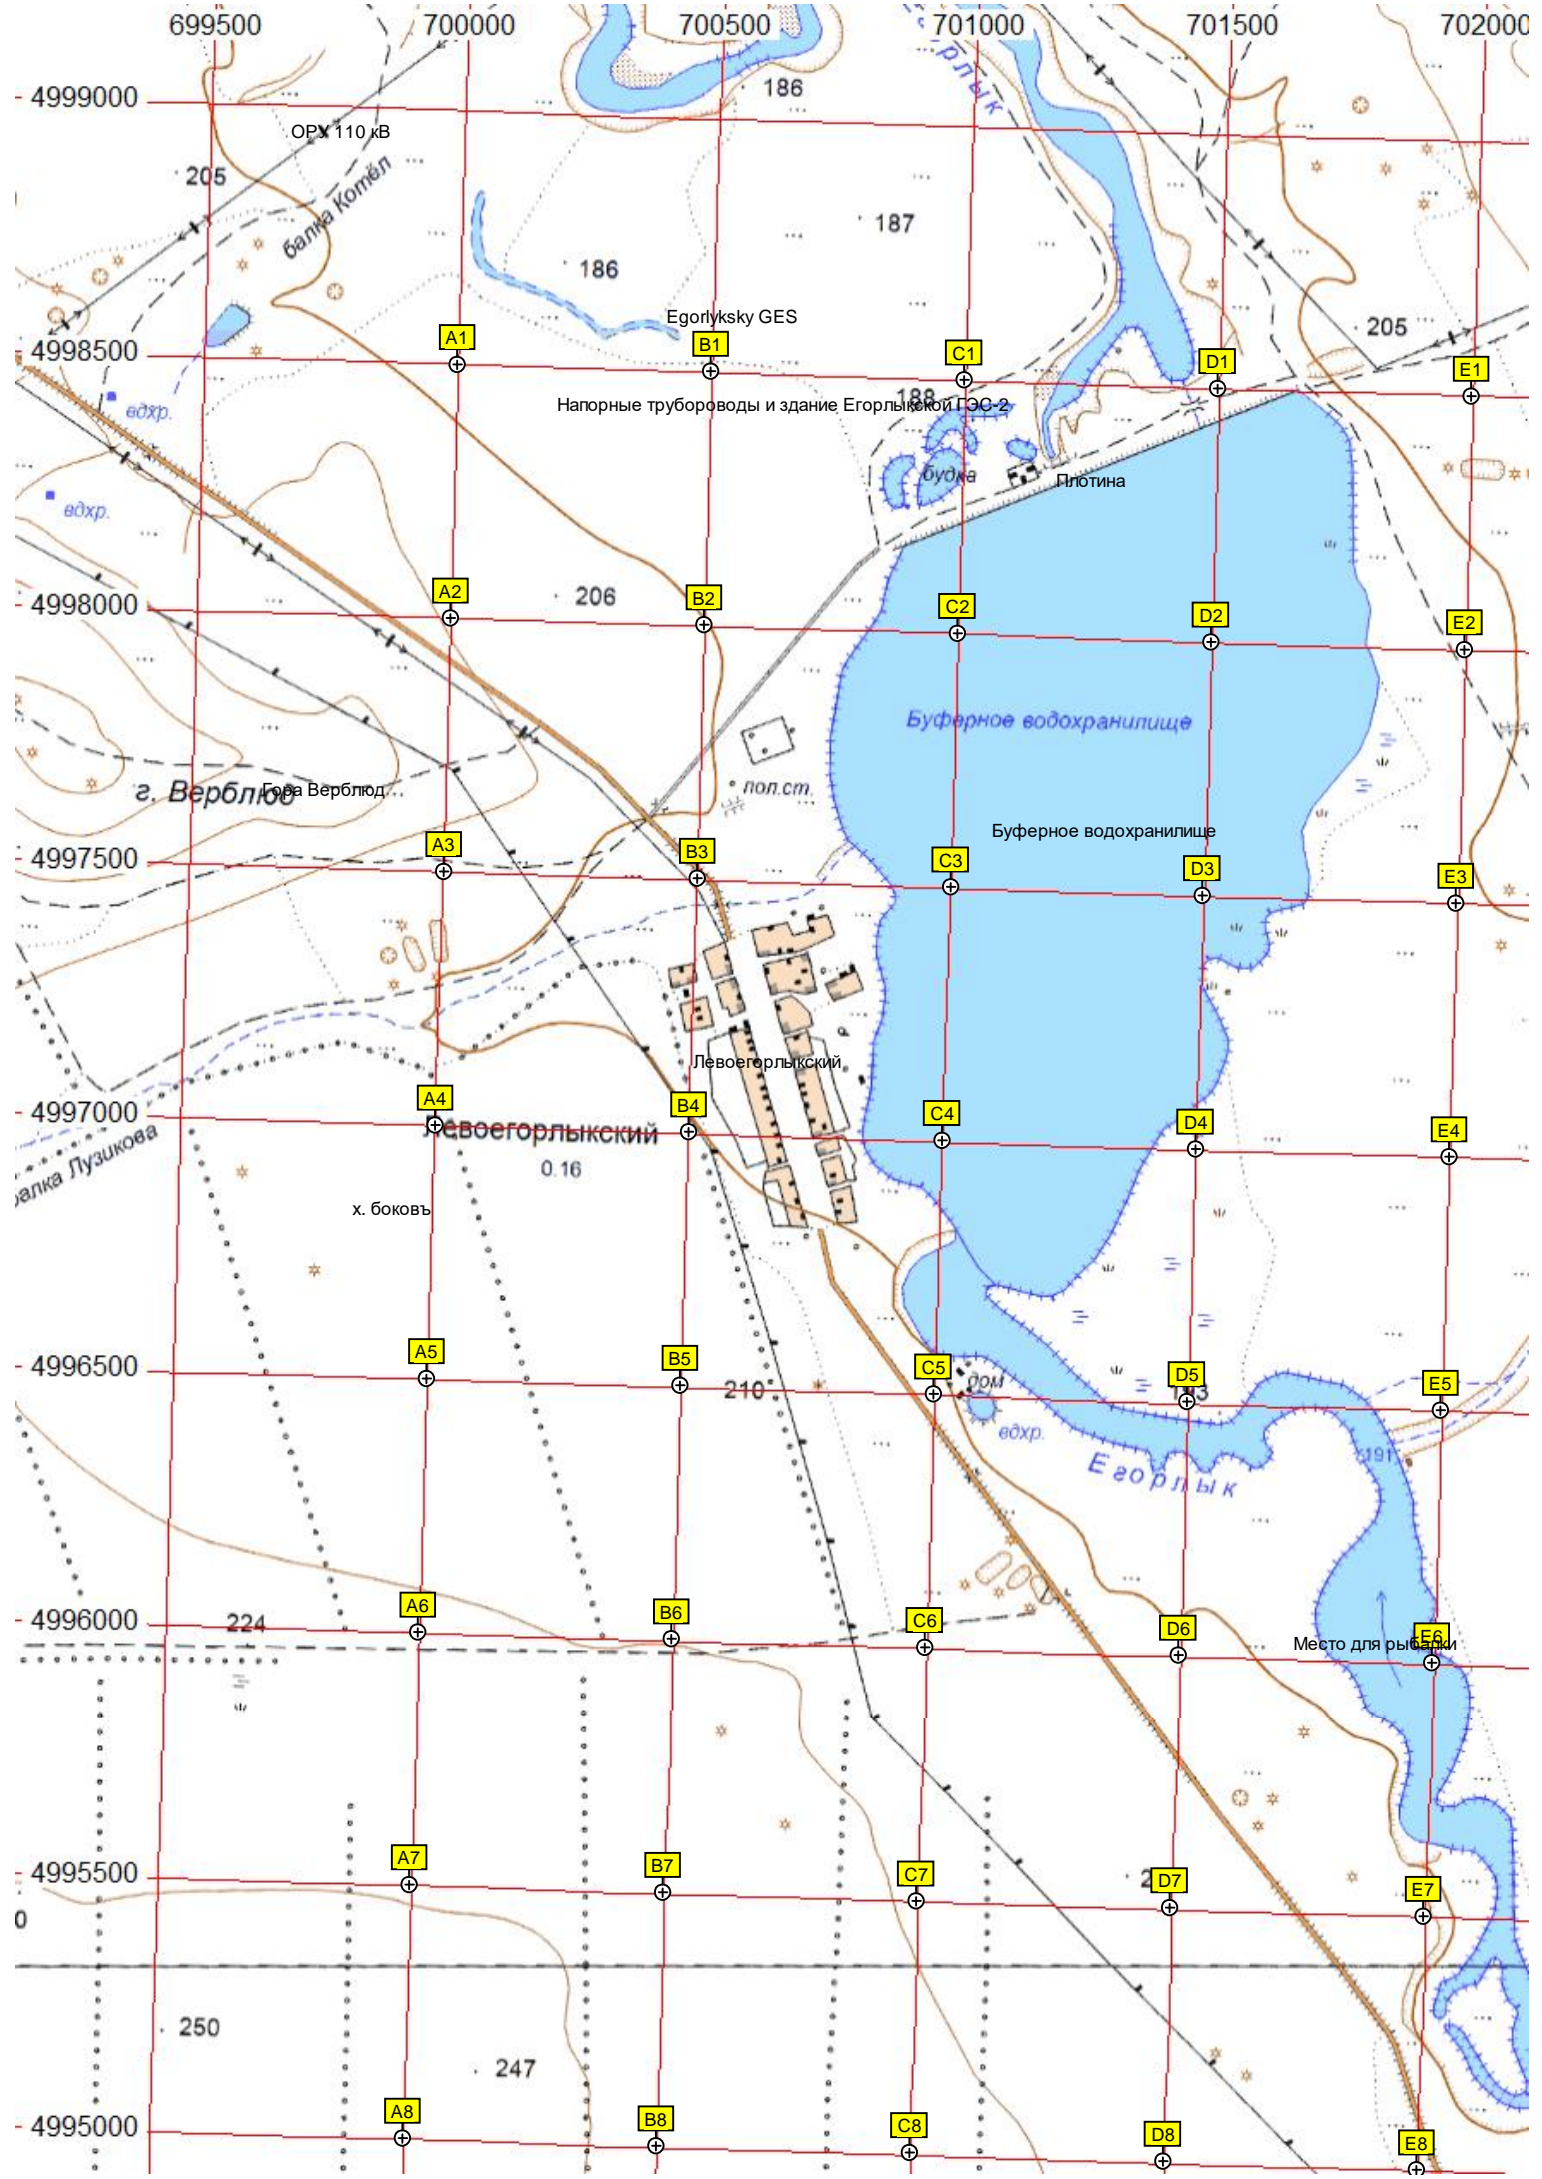 699500 700000 700500 701000 701500 702000
рлык
4999000
186
ОРУ 110 кВ
205
балка Котёл
187
186
Egorlyksky GES
205
4998500
A1 B1 C1 D1 E1
188
Напорные трубороводы и здание Егорлыкской ГЭС-2
вдхр.
будка
Плотина
вдхр.
4998000
A2 B2 C2 D2 E2
206
Буферное водохранилище
г. Верблюд
Гора Верблюд...
пол.ст.
Буферное водохранилище
4997500
A3 B3 C3 D3 E3
Левоегорлыкский
4997000
A4 B4 C4 D4 E4
Левоегорлыкский
0.16
балка Лузикова
х. боковъ
4996500
A5 B5 C5 D5 E5
210
дом
вдхр.
191
Егорлык
4996000
A6 B6 C6 D6 E6
224
Место для рыбалки
4995500
A7 B7 C7 D7 E7
0
250
247
4995000
A8 B8 C8 D8 E8